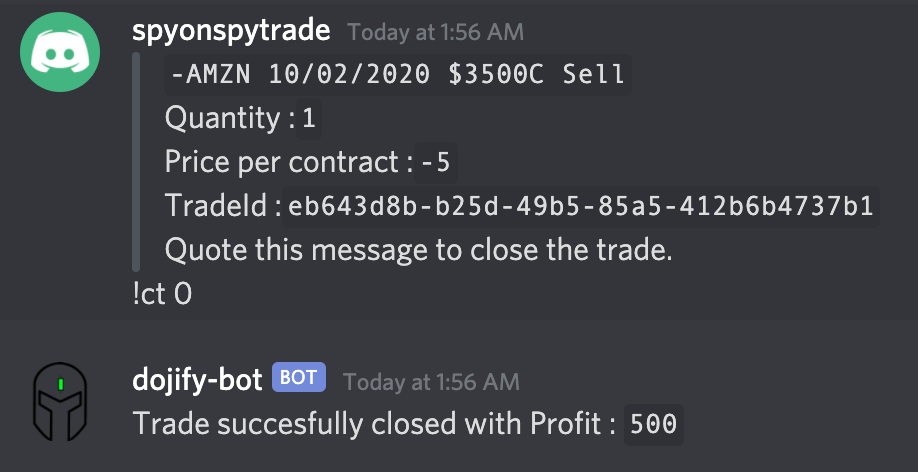 spyonspytrade Today at 1:56 AM
-AMZN 10/02/2020 $3500C Sell
Quantity : 1
Price per contract : -5
TradeId : eb643d8b-b25d-49b5-85a5-412b6b4737b1
Quote this message to close the trade.
!ct 0
dojify-bot BOT Today at 1:56 AM
Trade succesfully closed with Profit : 500